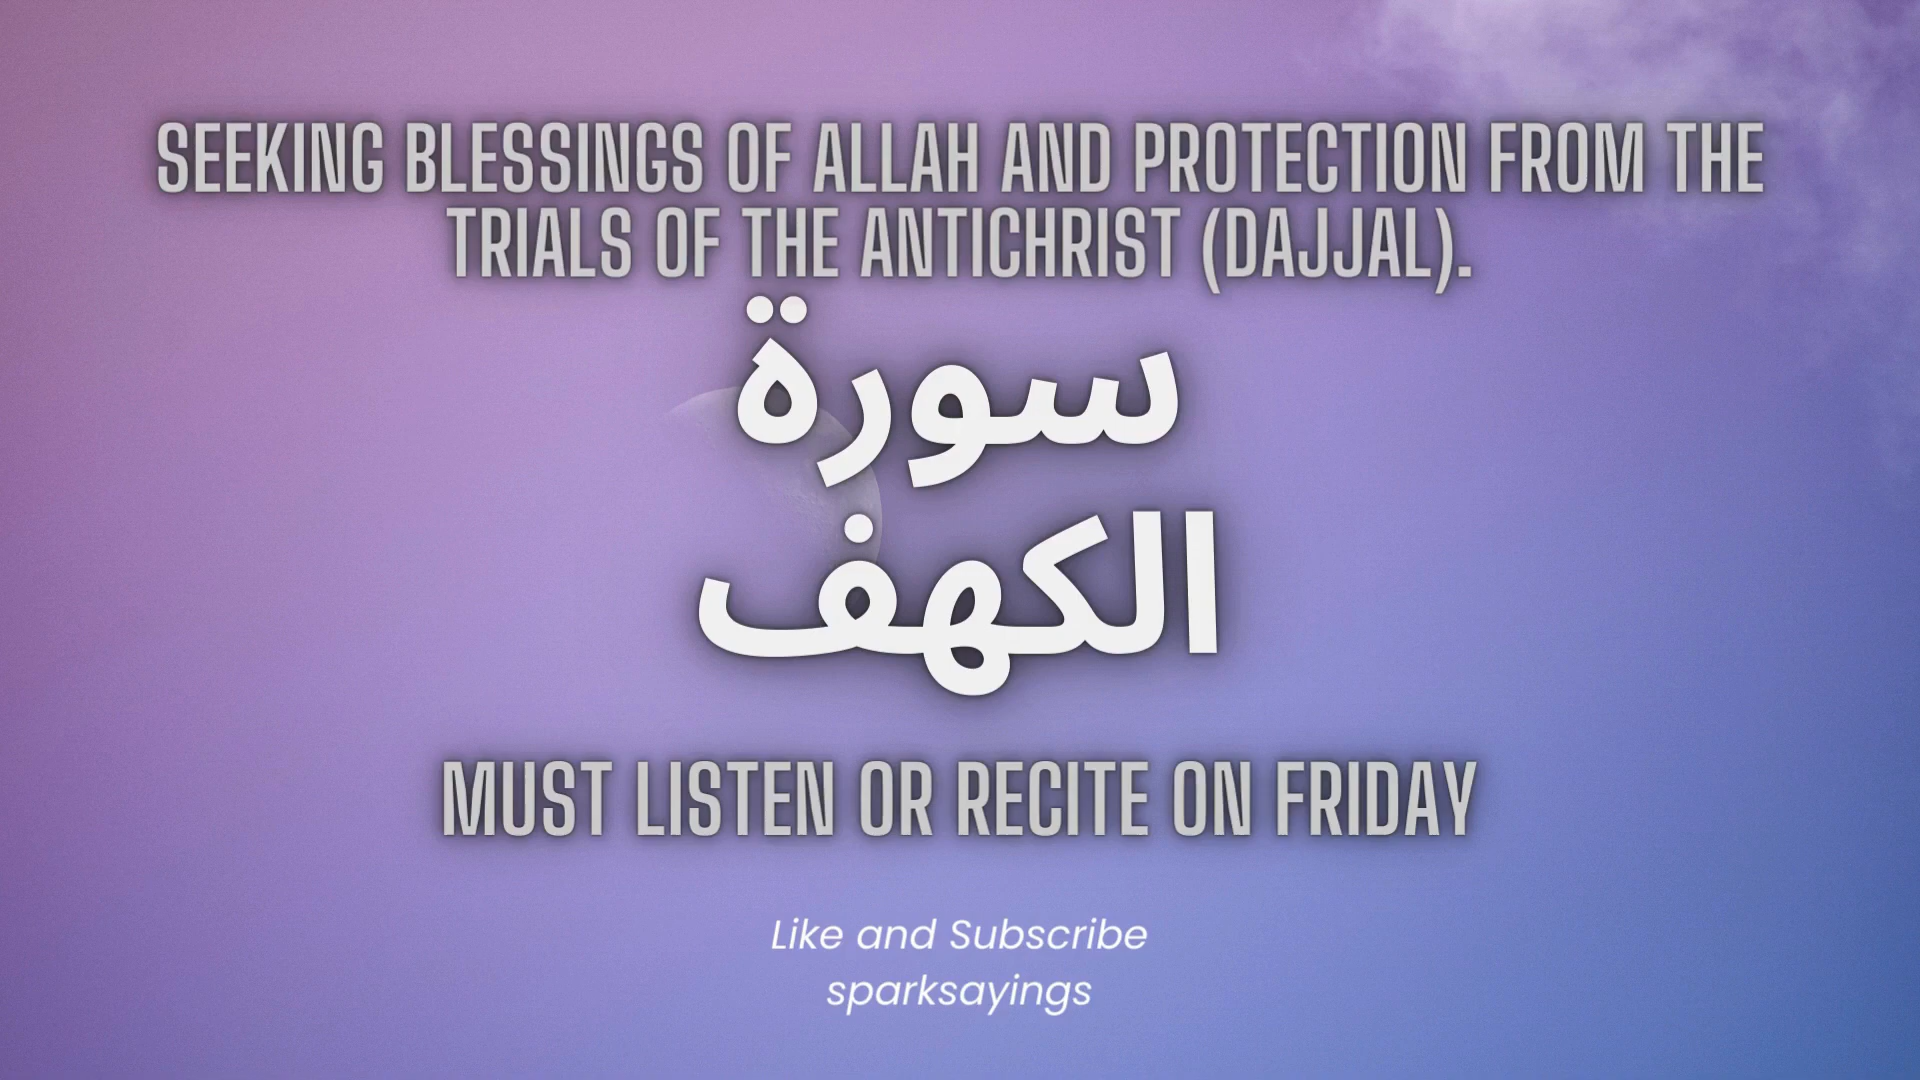 SEEKING BLESSINGS OF ALLAH AND PROTECTION FROM THE
TRIALS OF THE ANTICHRIST (DAJJAL).
سورة
الكهف
MUST LISTEN OR RECITE ON FRIDAY
Like and Subscribe
sparksayings